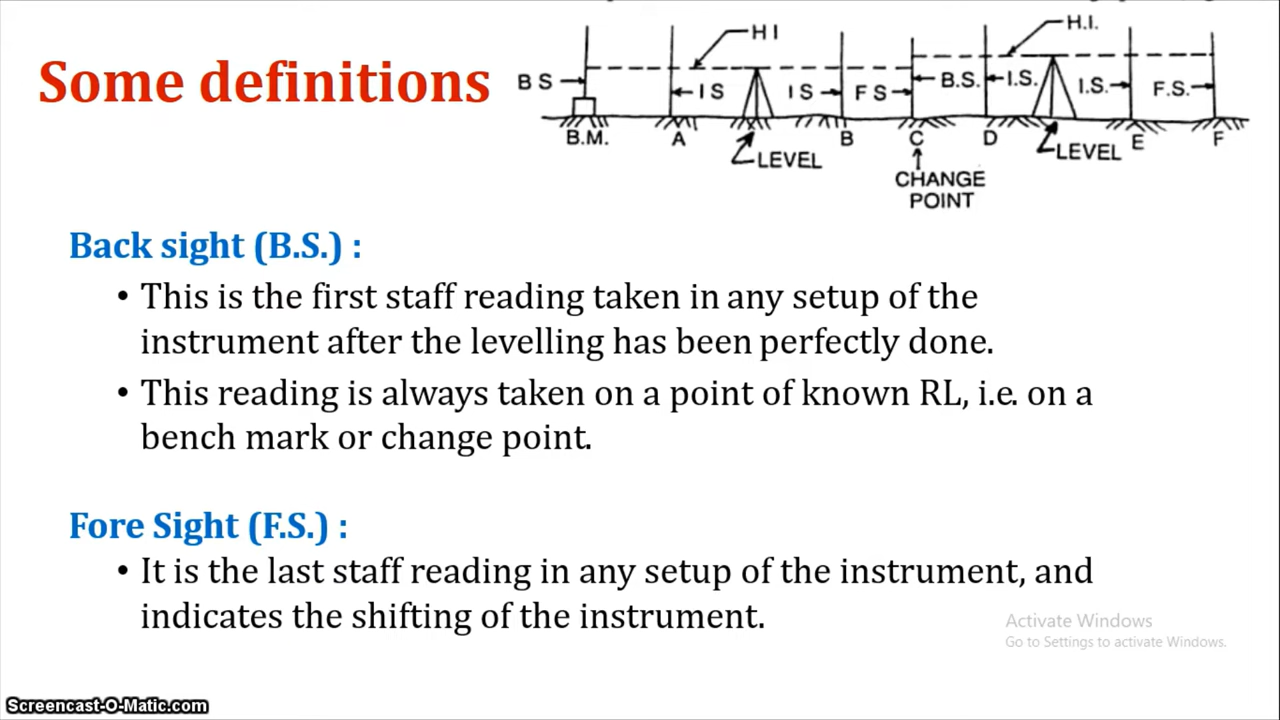 Some definitions
H I
H.I.
B S
I S
I S
F S
B.S.
I.S.
I.S.
F.S.
B.M.
A
B
C
D
E
F
LEVEL
LEVEL
CHANGE
POINT
Back sight (B.S.) :
• This is the first staff reading taken in any setup of the
instrument after the levelling has been perfectly done.
• This reading is always taken on a point of known RL, i.e. on a
bench mark or change point.
Fore Sight (F.S.) :
• It is the last staff reading in any setup of the instrument, and
indicates the shifting of the instrument.
Activate Windows
Go to Settings to activate Windows.
Screencast-O-Matic.com